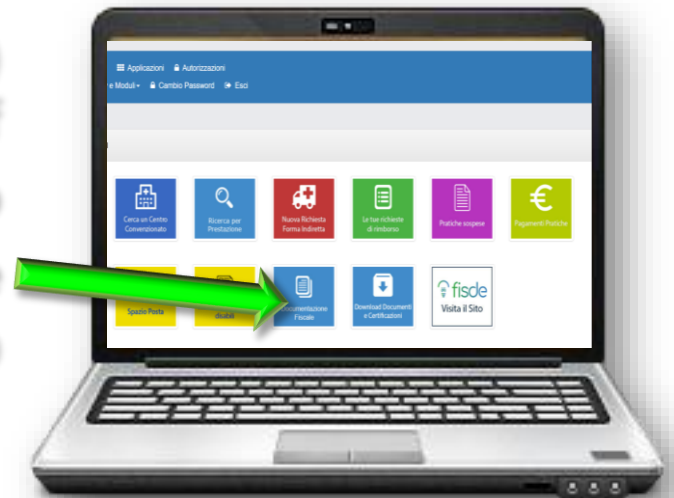 Applicazioni Autorizzazioni
e Moduli Cambio Password Esci
Cerca un Centro
Convenzionato
Ricerca per
Prestazione
Nuova Richiesta
Forma Indiretta
Le tue richieste
di rimborso
Pratiche sospese
Pagamenti Pratiche
Spazio Posta
disabili
Documentazione
Fiscale
Download Documenti
e Certificazioni
fisde
Visita il Sito